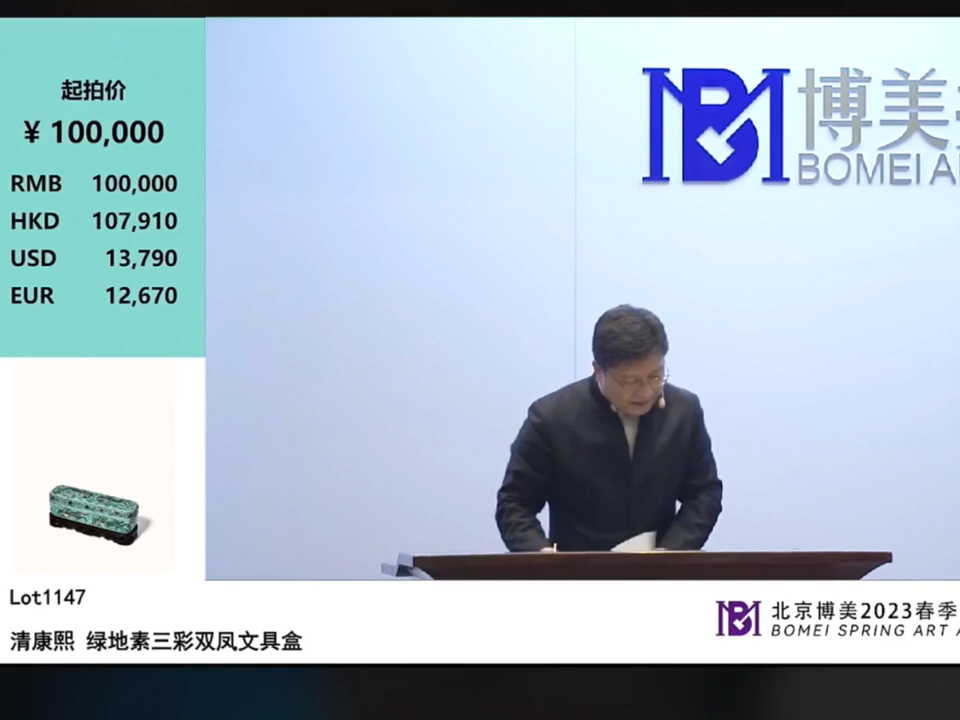 起拍价
¥ 100,000
RMB 100,000
HKD 107,910
USD 13,790
EUR 12,670
博美
BOMEI A
Lot1147
清康熙 绿地素三彩双凤文具盒
北京博美2023春季
BOMEI SPRING ART A